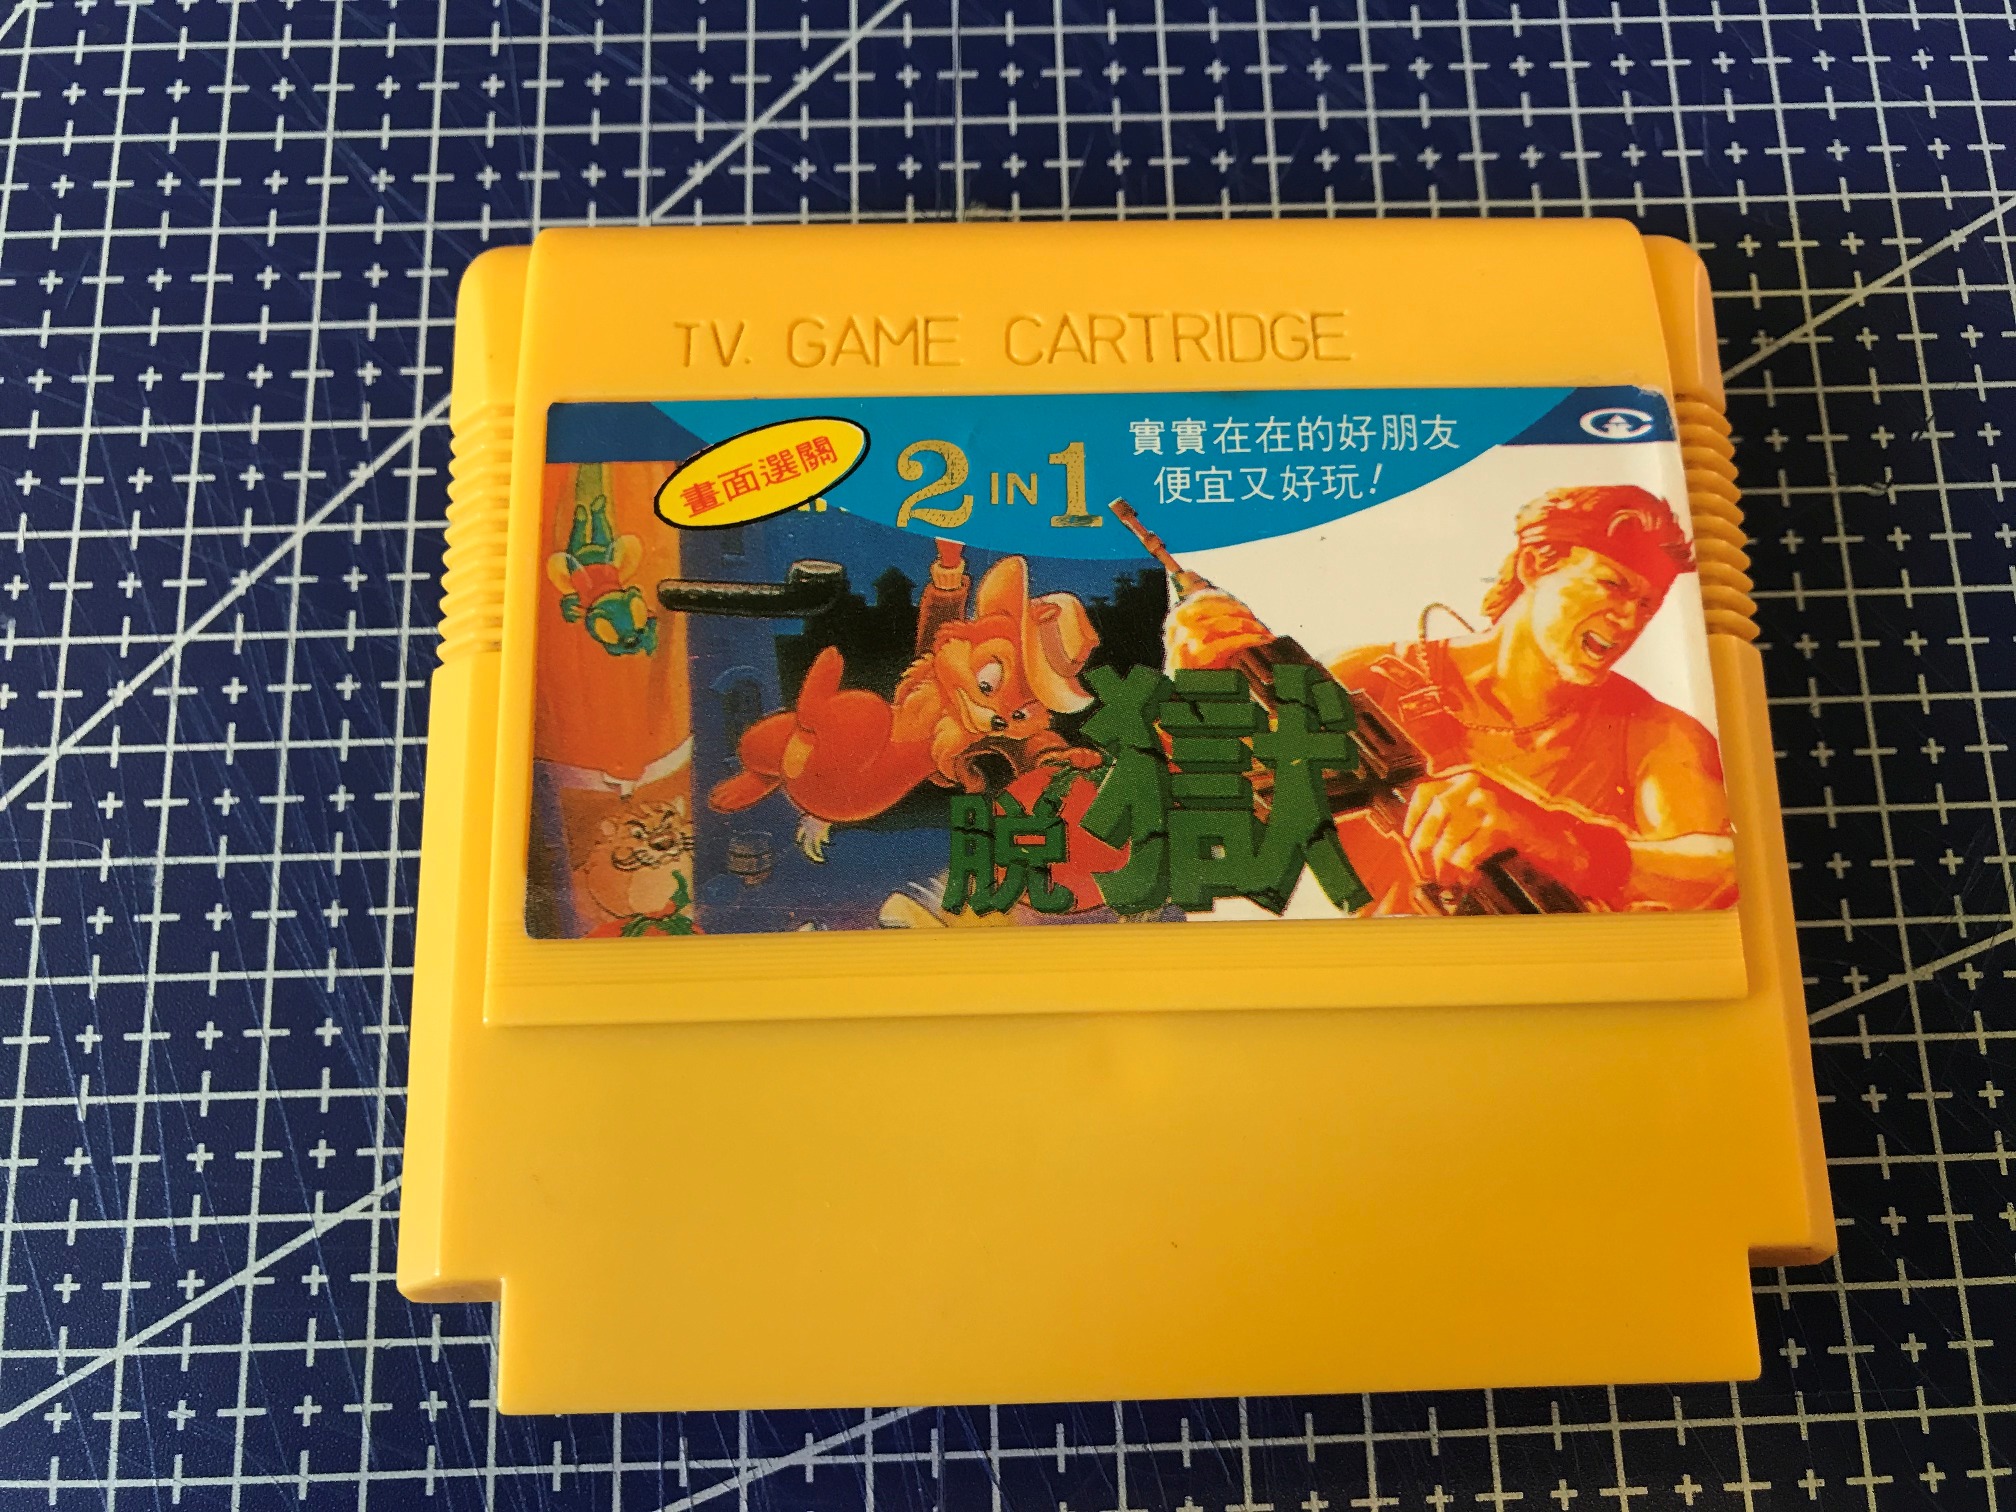 TV. GAME CARTRIDGE
畫面選關
2 IN 1
實實在在的好朋友
便宜又好玩!
脫獄